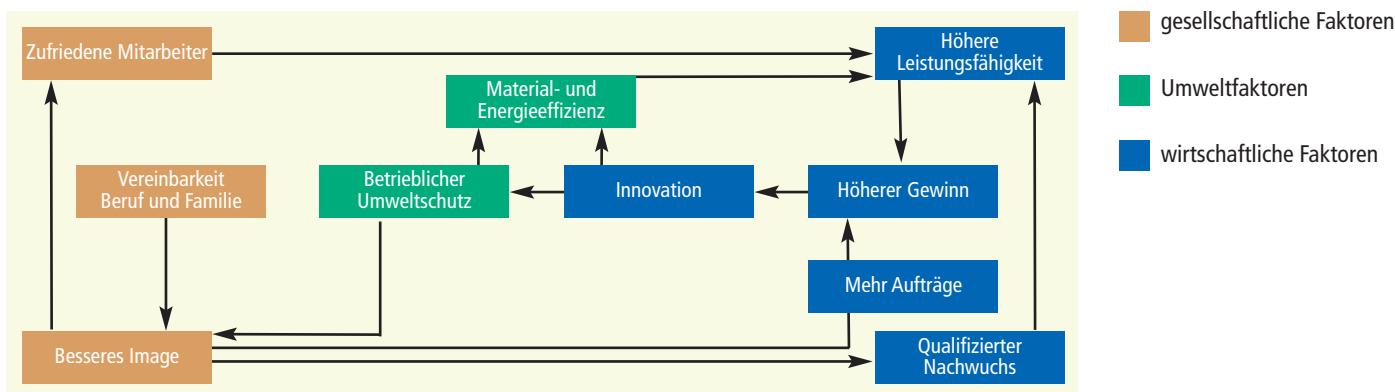 Zufriedene Mitarbeiter
Höhere
Leistungsfähigkeit
Material- und
Energieeffizienz
Vereinbarkeit
Beruf und Familie
Betrieblicher
Umweltschutz
Innovation
Höherer Gewinn
Mehr Aufträge
Besseres Image
Qualifizierter
Nachwuchs
gesellschaftliche Faktoren
Umweltfaktoren
wirtschaftliche Faktoren